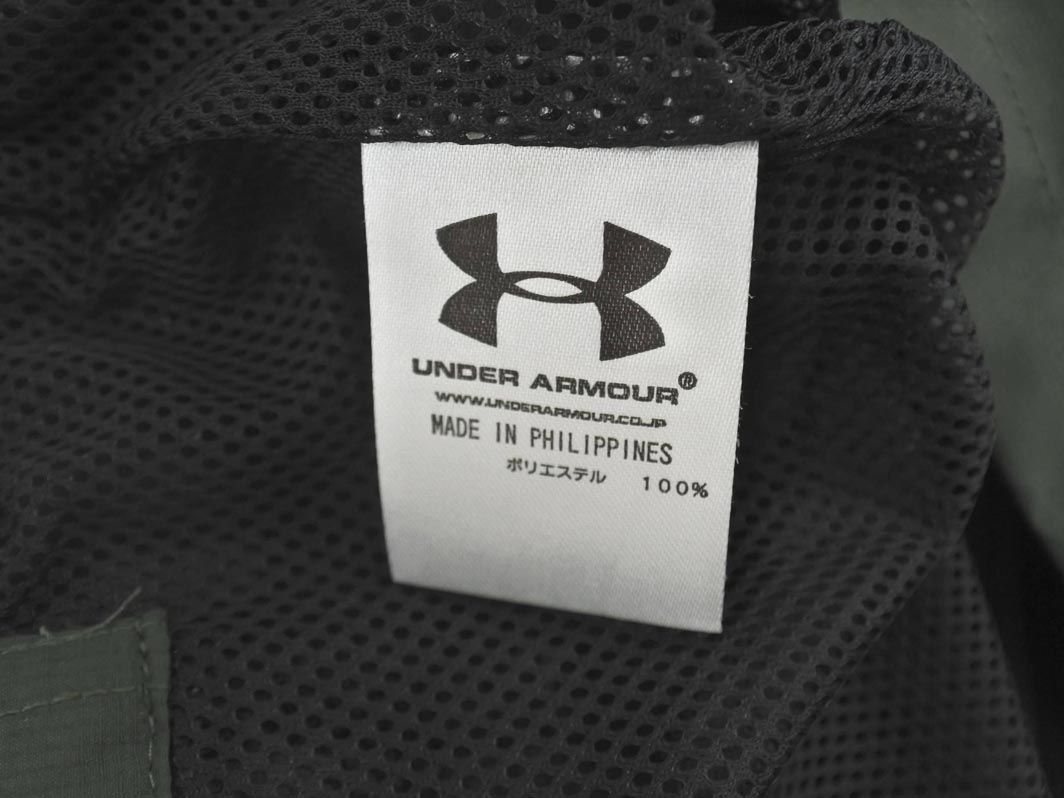 UNDER ARMOUR®
WWW.UNDERARMOUR.CO.JP
MADE IN PHILIPPINES
ポリエステル 100%